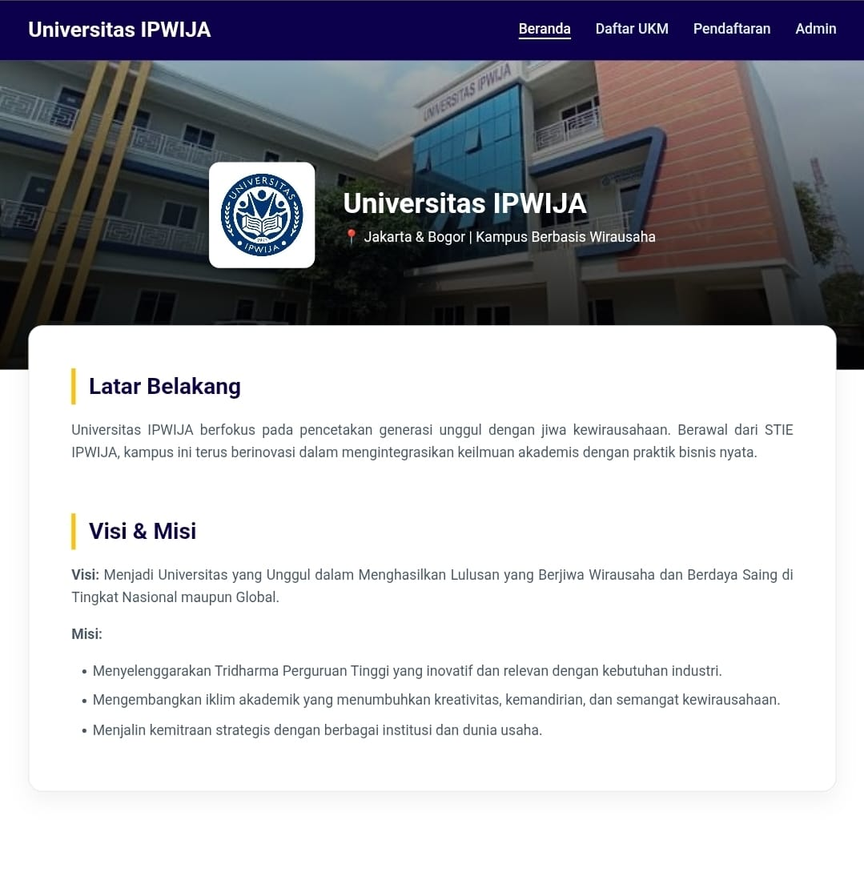 Universitas IPWIJA
Beranda Daftar UKM Pendaftaran Admin
UNIVERSITAS IPWIJA
UNIVERSITAS
IPWIJA
Universitas IPWIJA
Jakarta & Bogor | Kampus Berbasis Wirausaha
Latar Belakang
Universitas IPWIJA berfokus pada pencetakan generasi unggul dengan jiwa kewirausahaan. Berawal dari STIE
IPWIJA, kampus ini terus berinovasi dalam mengintegrasikan keilmuan akademis dengan praktik bisnis nyata.
Visi & Misi
Visi: Menjadi Universitas yang Unggul dalam Menghasilkan Lulusan yang Berjiwa Wirausaha dan Berdaya Saing di
Tingkat Nasional maupun Global.
Misi:
• Menyelenggarakan Tridharma Perguruan Tinggi yang inovatif dan relevan dengan kebutuhan industri.
• Mengembangkan iklim akademik yang menumbuhkan kreativitas, kemandirian, dan semangat kewirausahaan.
• Menjalin kemitraan strategis dengan berbagai institusi dan dunia usaha.